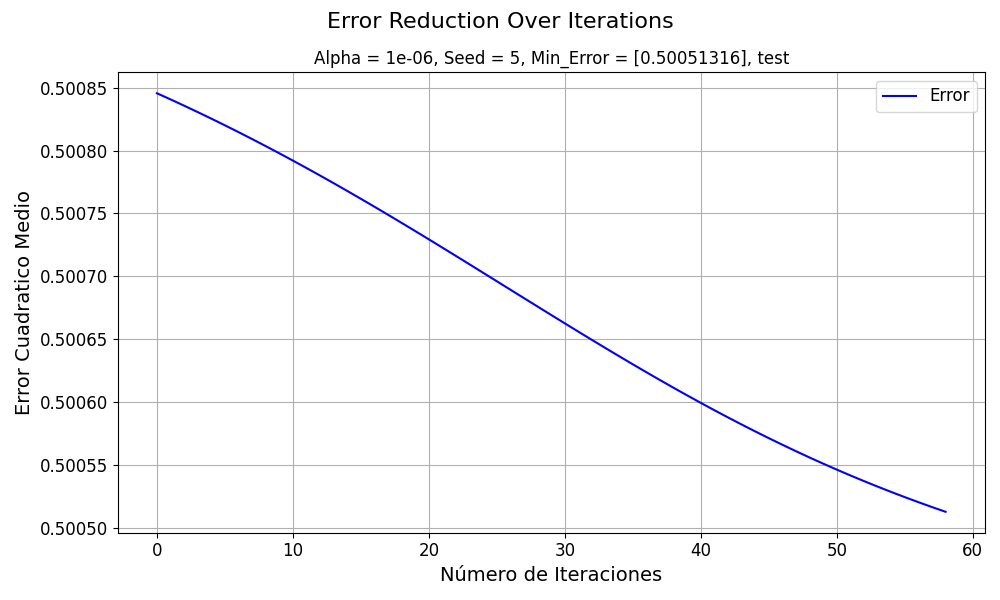 Error Reduction Over Iterations
Alpha = 1e-06, Seed = 5, Min_Error = [0.50051316], test
Error
Error Cuadratico Medio
0.50085
0.50080
0.50075
0.50070
0.50065
0.50060
0.50055
0.50050
0 10 20 30 40 50 60
Número de Iteraciones